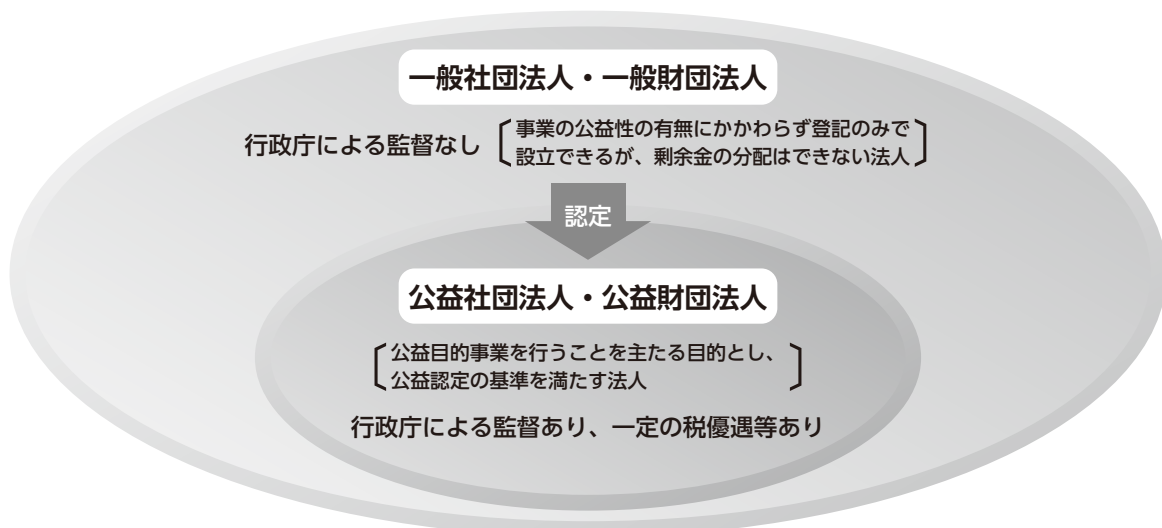 一般社団法人・一般財団法人
行政庁による監督なし
事業の公益性の有無にかかわらず登記のみで
設立できるが、剰余金の分配はできない法人
認定
公益社団法人・公益財団法人
公益目的事業を行うことを主たる目的とし、
公益認定の基準を満たす法人
行政庁による監督あり、一定の税優遇等あり